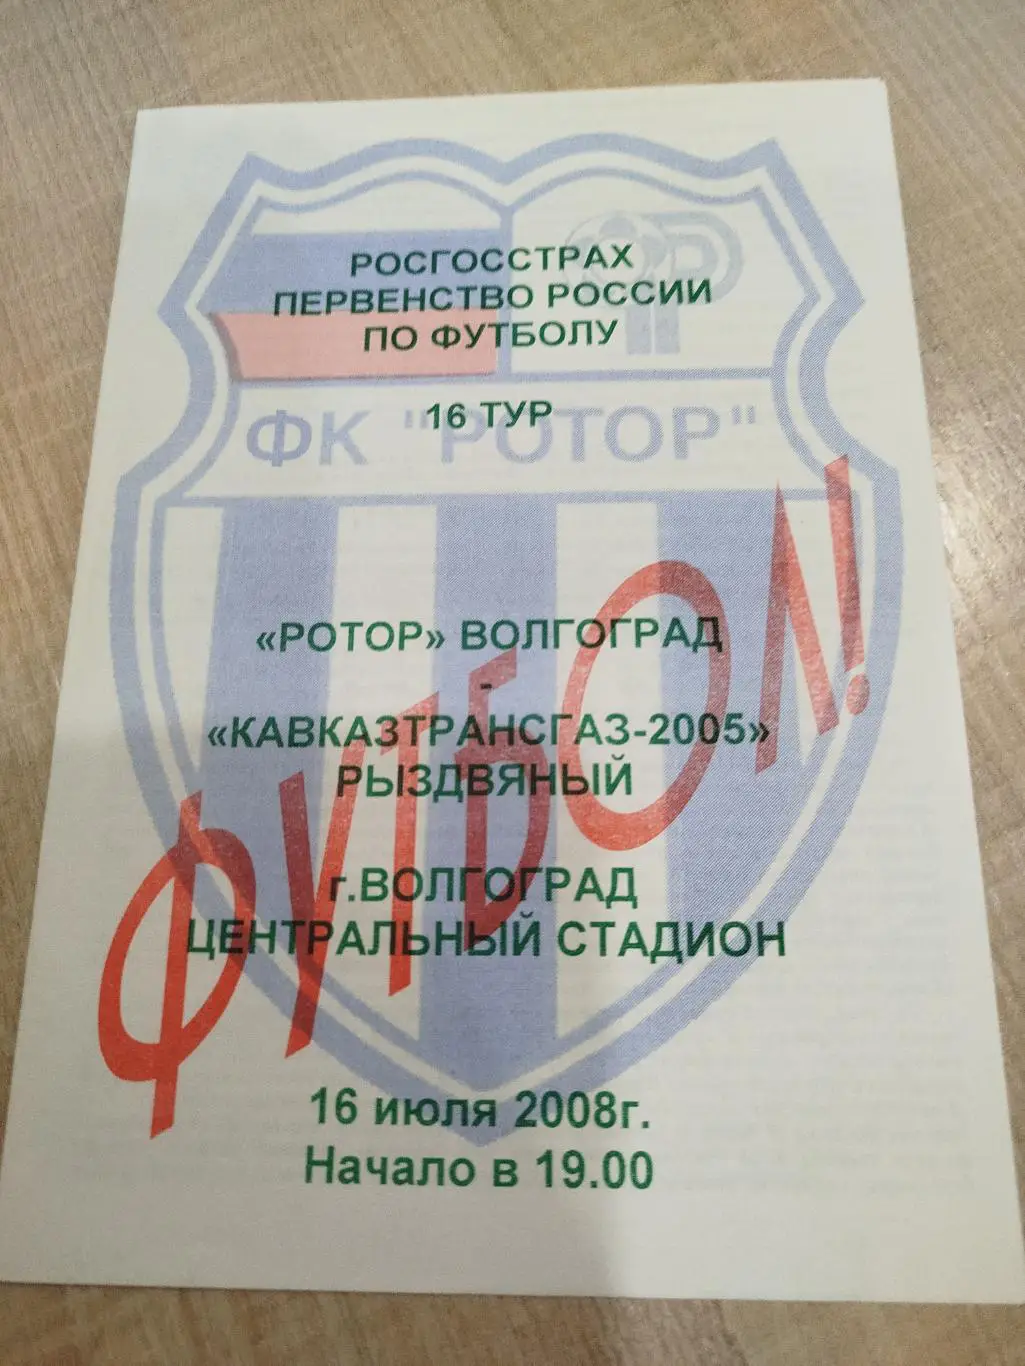 РОСГОССТРАХ
ПЕРВЕНСТВО РОССИИ
ПО ФУТБОЛУ
16 ТУР
ФК "РОТОР"
«РОТОР» ВОЛГОГРАД
-
«КАВКАЗТРАНСГАЗ-2005»
РЫЗДВЯНЫЙ
ФУТБОЛ!
г.ВОЛГОГРАД
ЦЕНТРАЛЬНЫЙ СТАДИОН
16 июля 2008г.
Начало в 19.00